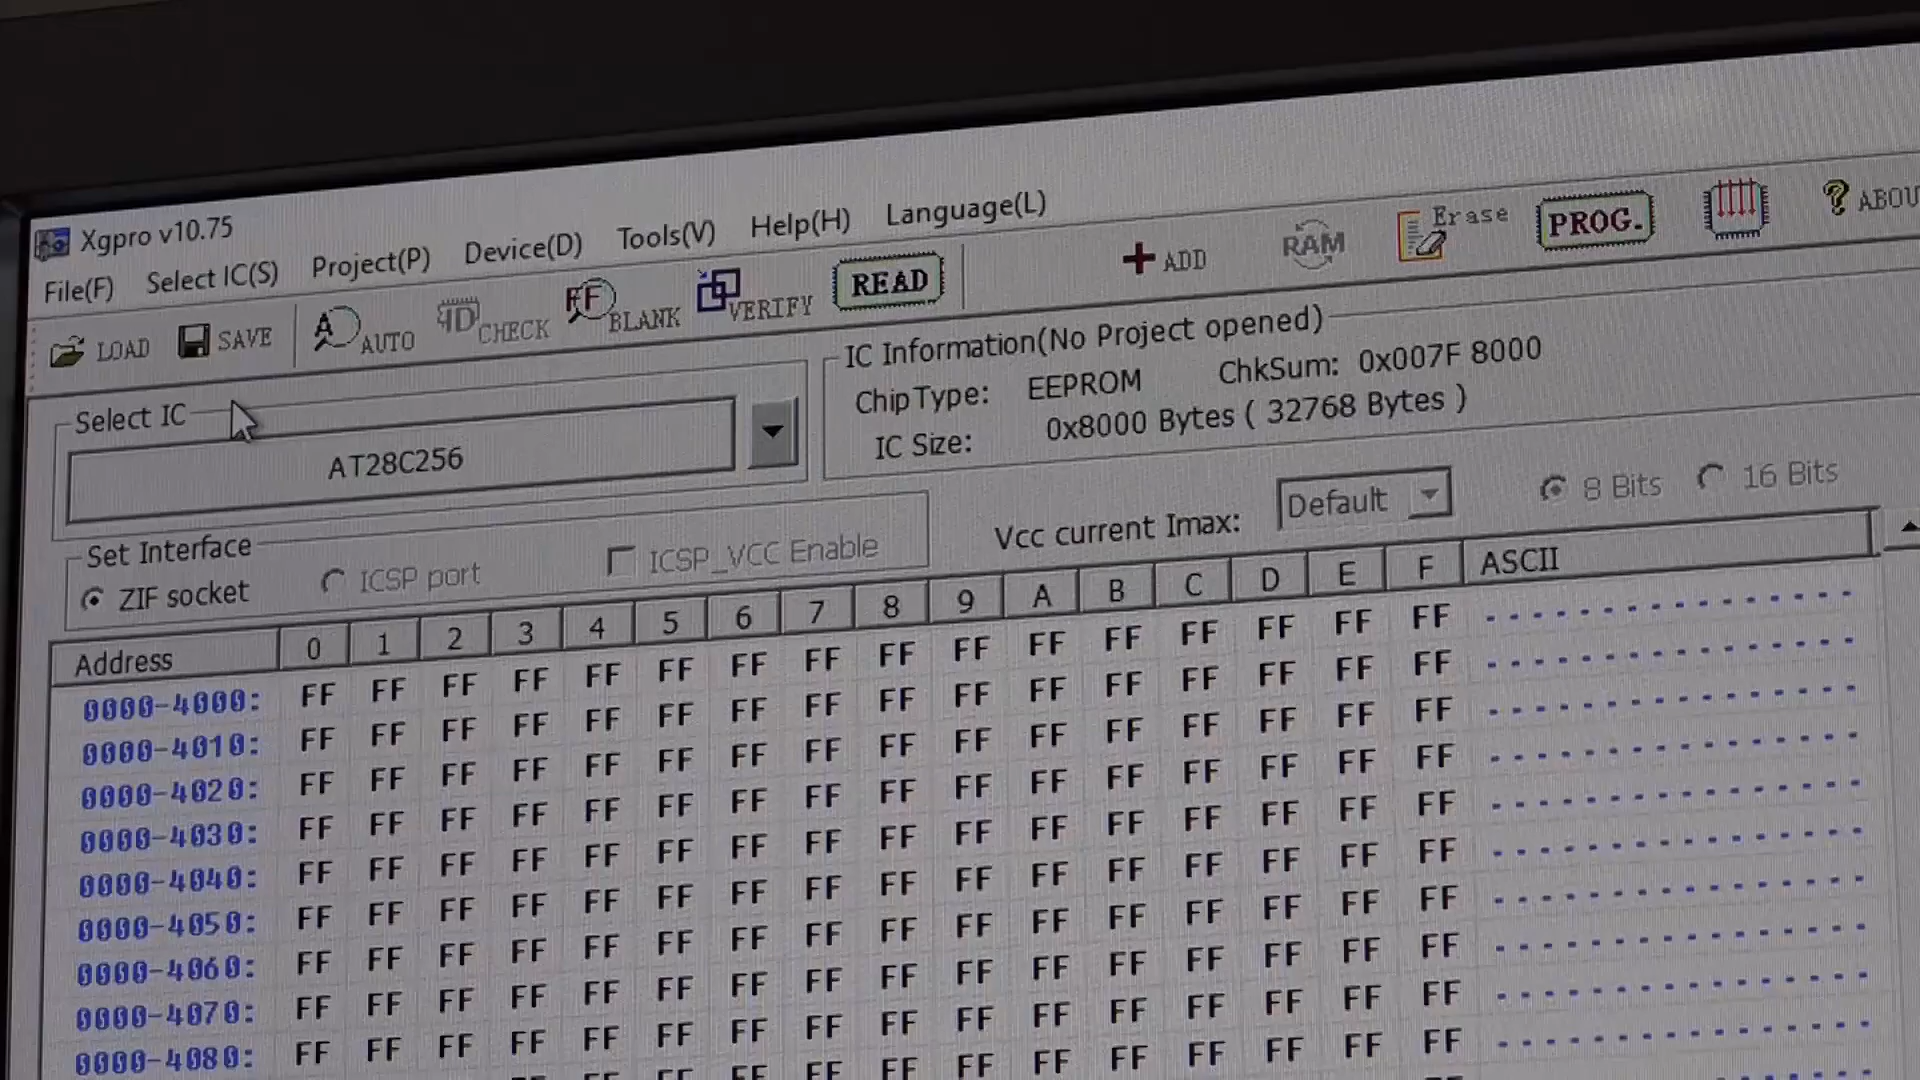 Xgpro v10.75
File(F) Select IC(S) Project(P) Device(D) Tools(V) Help(H) Language(L)
LOAD SAVE A AUTO ID CHECK FF BLANK VERIFY READ ADD RAM Erase PROG. ? ABOU
Select IC
AT28C256
IC Information(No Project opened)
ChipType: EEPROM ChkSum: 0x007F 8000
IC Size: 0x8000 Bytes ( 32768 Bytes )
Set Interface
ZIF socket ICSP port ICSP_VCC Enable
Vcc current Imax: Default 8 Bits 16 Bits
Address 0 1 2 3 4 5 6 7 8 9 A B C D E F ASCII
0000-4000: FF FF FF FF FF FF FF FF FF FF FF FF FF FF FF FF ................
0000-4010: FF FF FF FF FF FF FF FF FF FF FF FF FF FF FF FF ................
0000-4020: FF FF FF FF FF FF FF FF FF FF FF FF FF FF FF FF ................
0000-4030: FF FF FF FF FF FF FF FF FF FF FF FF FF FF FF FF ................
0000-4040: FF FF FF FF FF FF FF FF FF FF FF FF FF FF FF FF ................
0000-4050: FF FF FF FF FF FF FF FF FF FF FF FF FF FF FF FF ................
0000-4060: FF FF FF FF FF FF FF FF FF FF FF FF FF FF FF FF ................
0000-4070: FF FF FF FF FF FF FF FF FF FF FF FF FF FF FF FF ................
0000-4080: FF FF FF FF FF FF FF FF FF FF FF FF FF FF FF FF ................